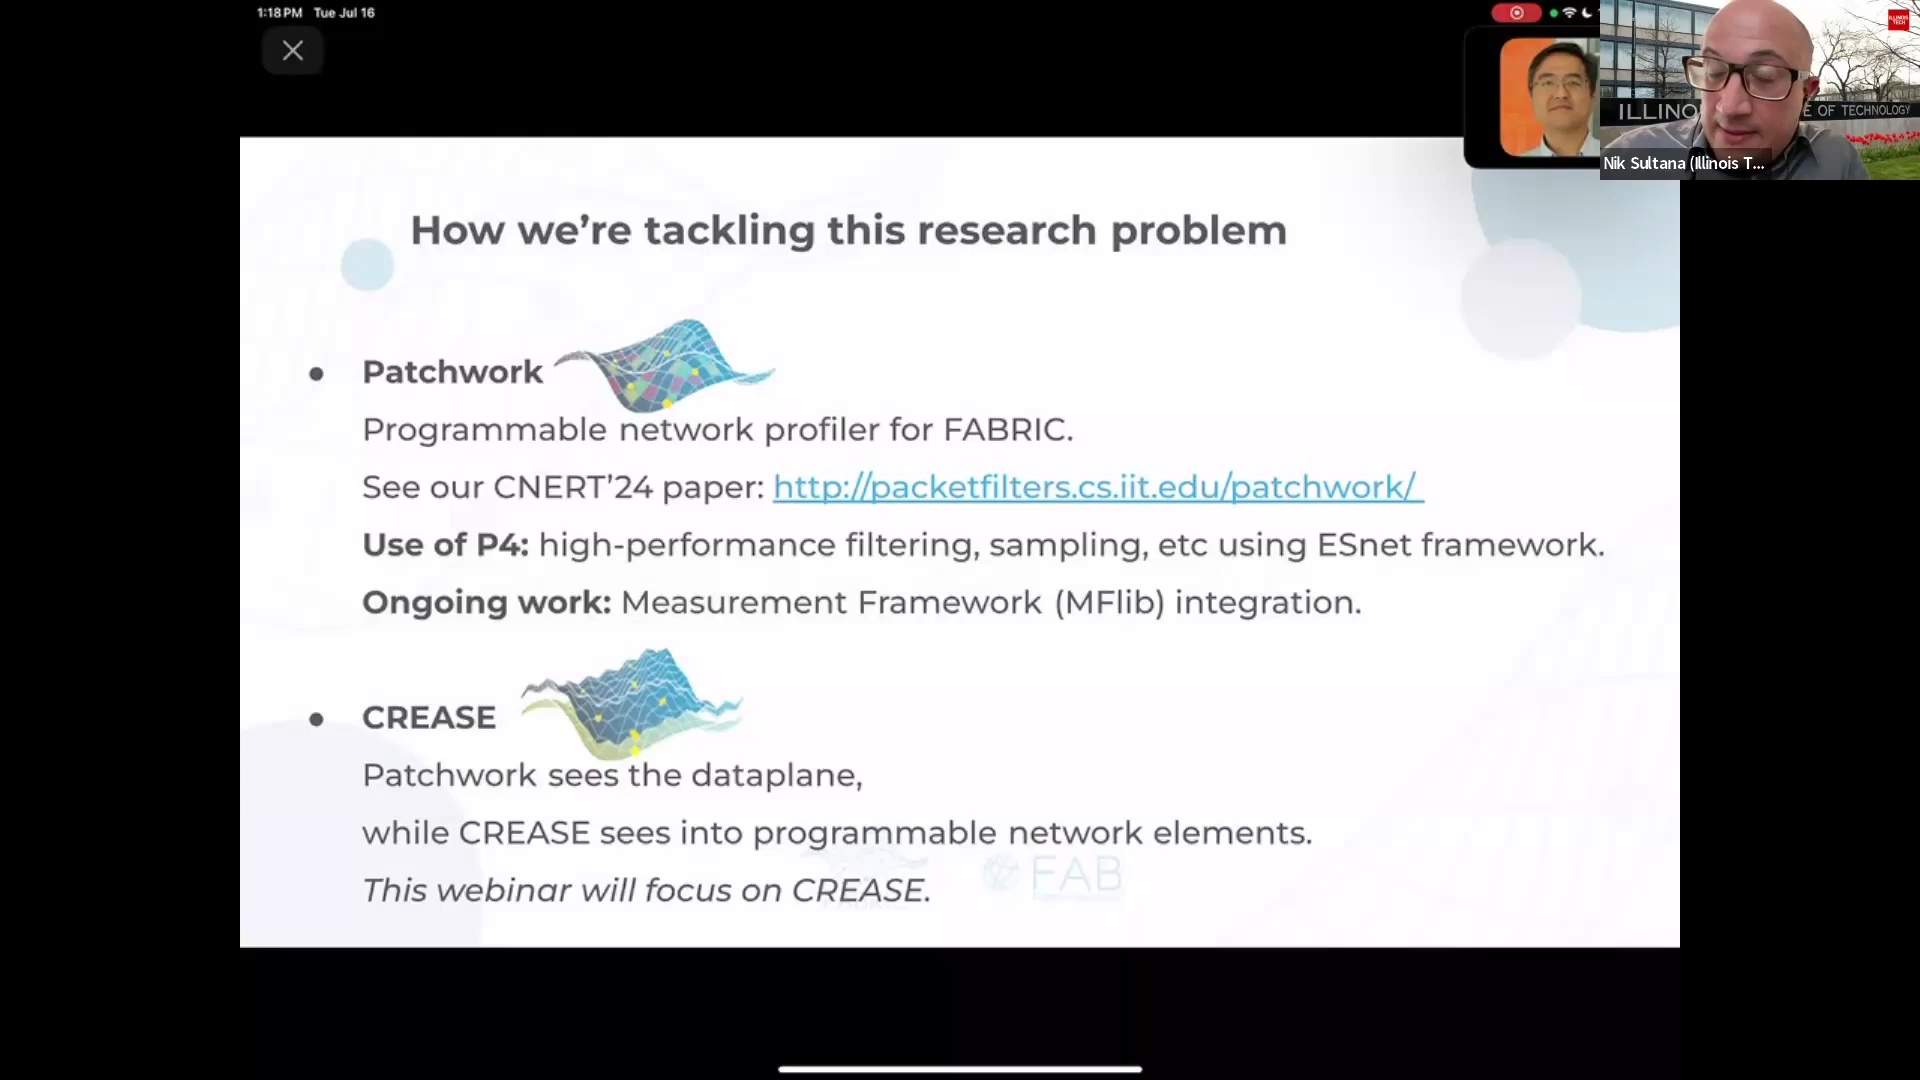 1:18 PM Tue Jul 16
ILLINOIS TECH
ILLINO E OF TECHNOLOGY
Nik Sultana (Illinois T...
How we’re tackling this research problem
● Patchwork
Programmable network profiler for FABRIC.
See our CNERT’24 paper: http://packetfilters.cs.iit.edu/patchwork/
Use of P4: high-performance filtering, sampling, etc using ESnet framework.
Ongoing work: Measurement Framework (MFlib) integration.
● CREASE
Patchwork sees the dataplane,
while CREASE sees into programmable network elements.
This webinar will focus on CREASE.
FAB